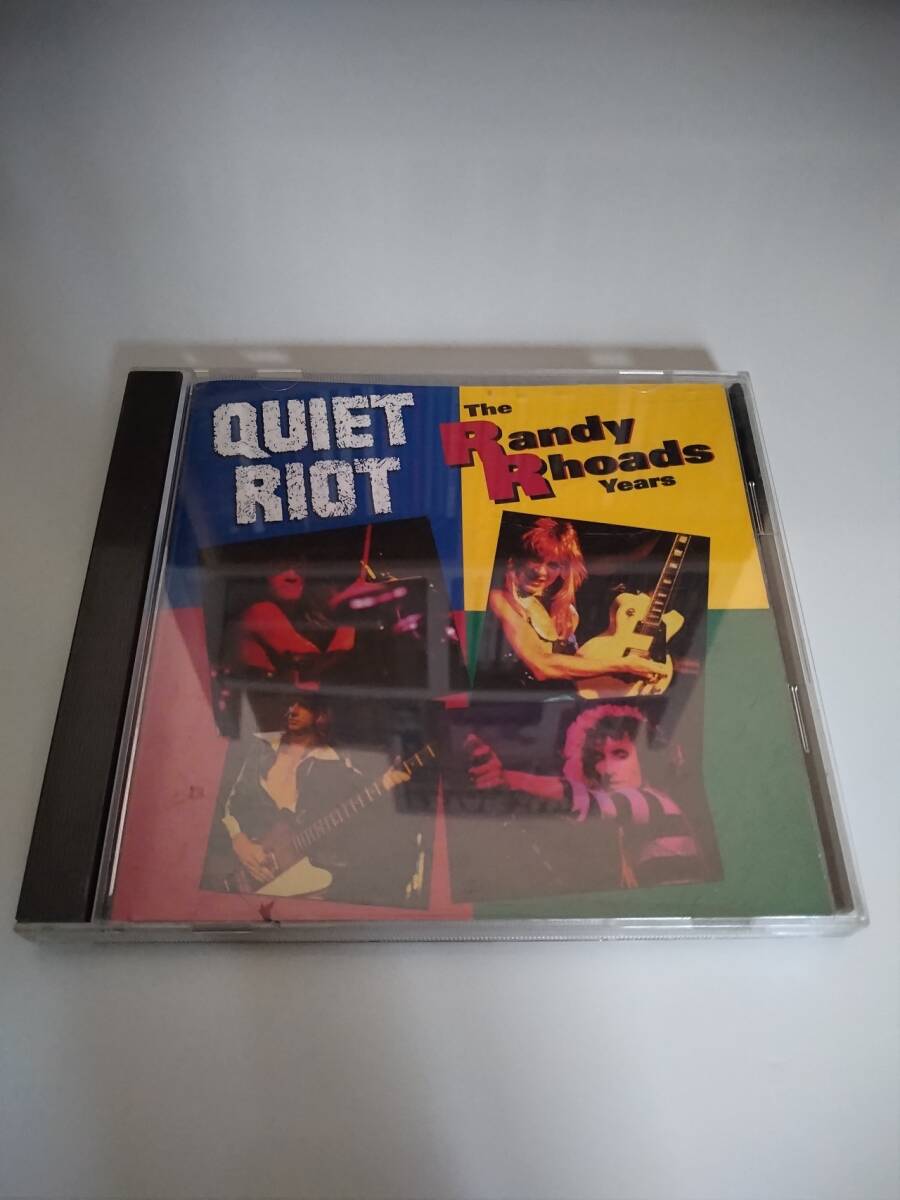 QUIET
RIOT
The
Randy
Rhoads
Years